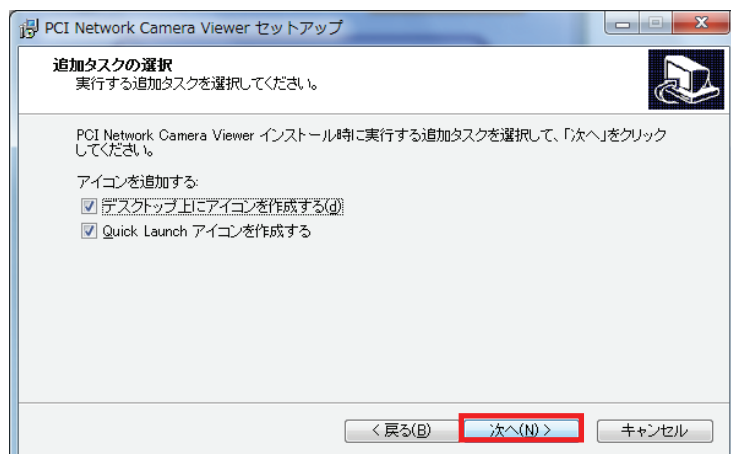 PCI Network Camera Viewer セットアップ
追加タスクの選択
実行する追加タスクを選択してください。
PCI Network Camera Viewer インストール時に実行する追加タスクを選択して、「次へ」をクリック
してください。
アイコンを追加する:
デスクトップ上にアイコンを作成する(d)
Quick Launch アイコンを作成する
< 戻る(B)
次へ(N) >
キャンセル